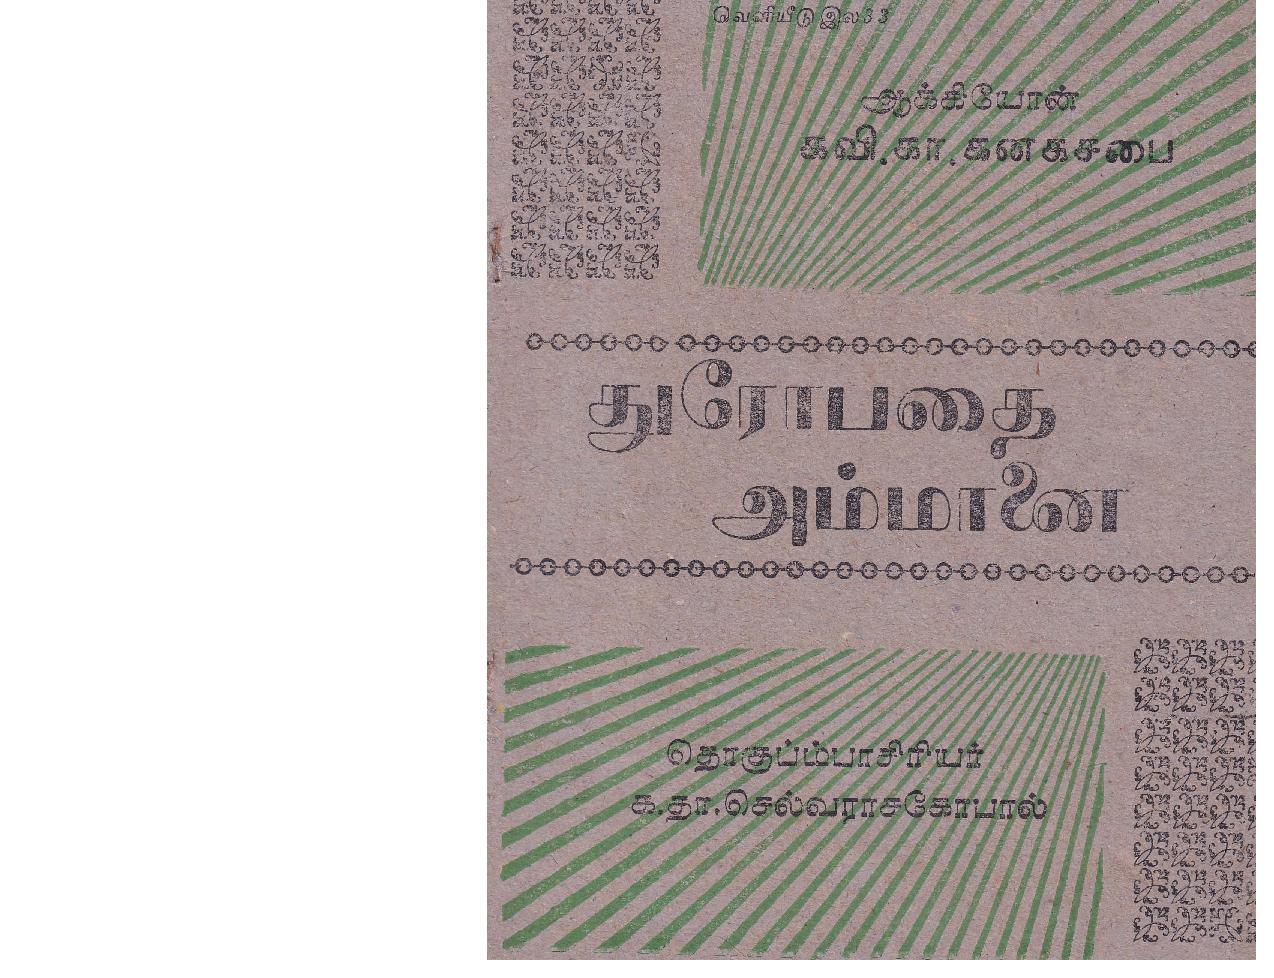 வெளியீடு இல 33
ஆக்கியோன்
கவி.கா.கனகசபை
துரோபதை
அம்மானை
தொகுப்ம்பாசிரியர்
க.தா.செல்வராசகோபால்